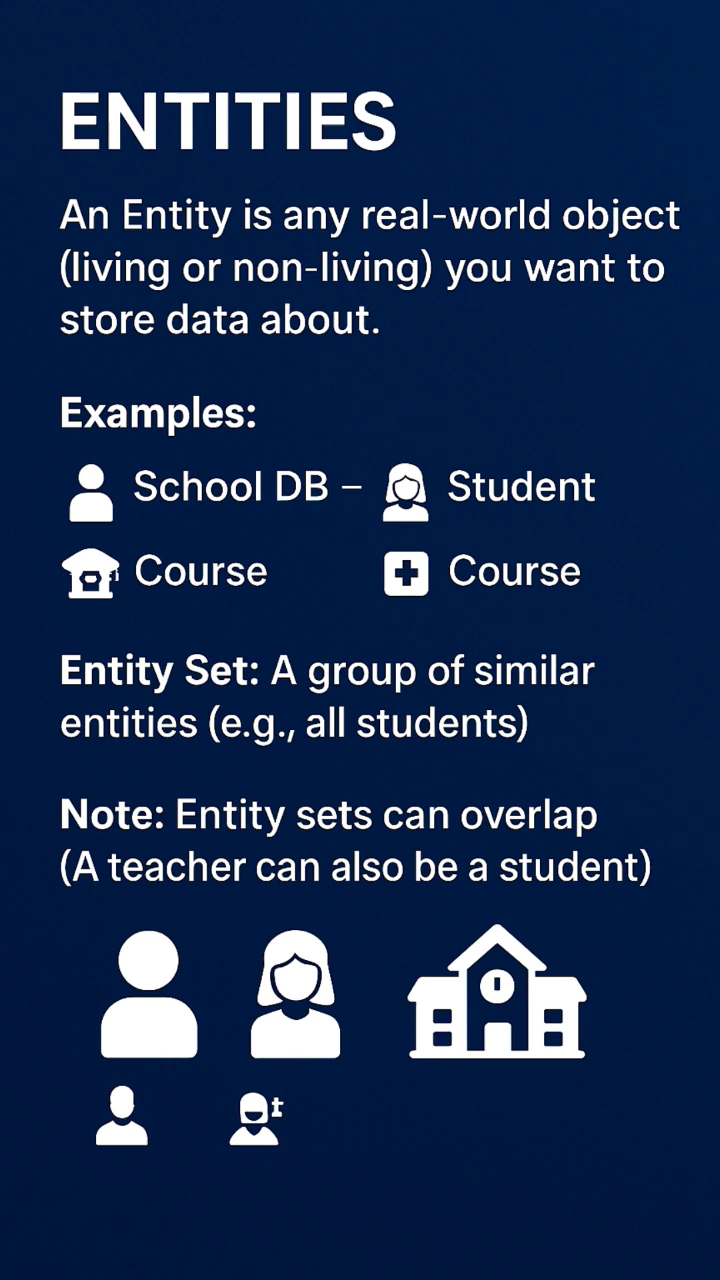 ENTITIES
An Entity is any real-world object
(living or non-living) you want to
store data about.
Examples:
School DB – Student
Course Course
Entity Set: A group of similar
entities (e.g., all students)
Note: Entity sets can overlap
(A teacher can also be a student)